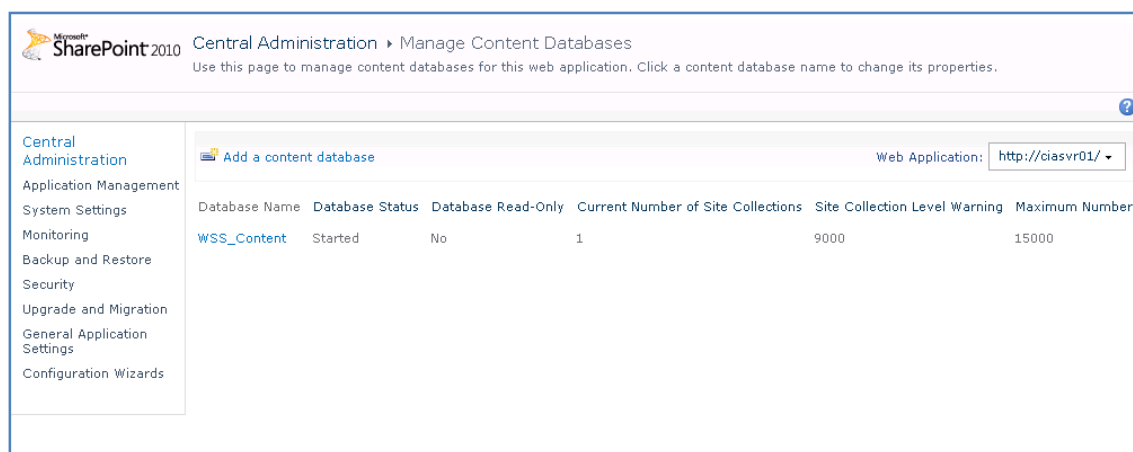 Microsoft®
SharePoint 2010
Central Administration ▸ Manage Content Databases
Use this page to manage content databases for this web application. Click a content database name to change its properties.
Central Administration
Application Management
System Settings
Monitoring
Backup and Restore
Security
Upgrade and Migration
General Application
Settings
Configuration Wizards
Add a content database
Web Application: http://ciasvr01/
Database Name Database Status Database Read-Only Current Number of Site Collections Site Collection Level Warning Maximum Number
WSS_Content Started No 1 9000 15000